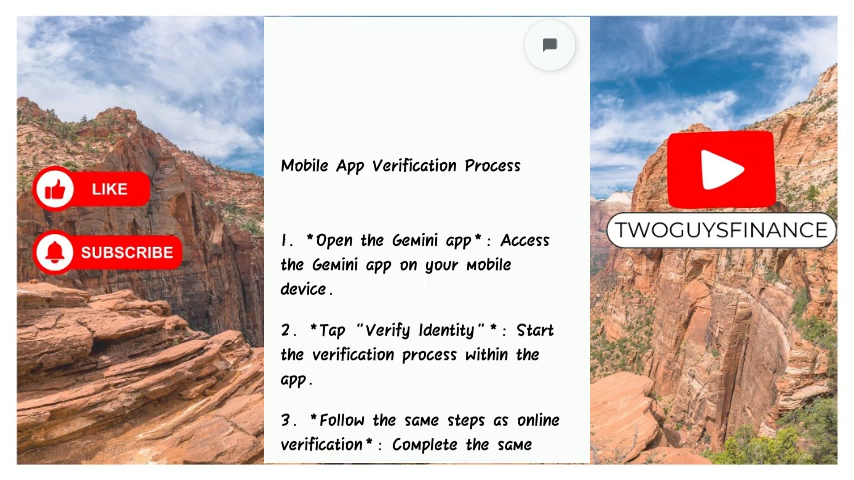 LIKE
SUBSCRIBE
Mobile App Verification Process
1. *Open the Gemini app*: Access
the Gemini app on your mobile
device.
2. *Tap "Verify Identity"*: Start
the verification process within the
app.
3. *Follow the same steps as online
verification*: Complete the same
TWOGUYSFINANCE